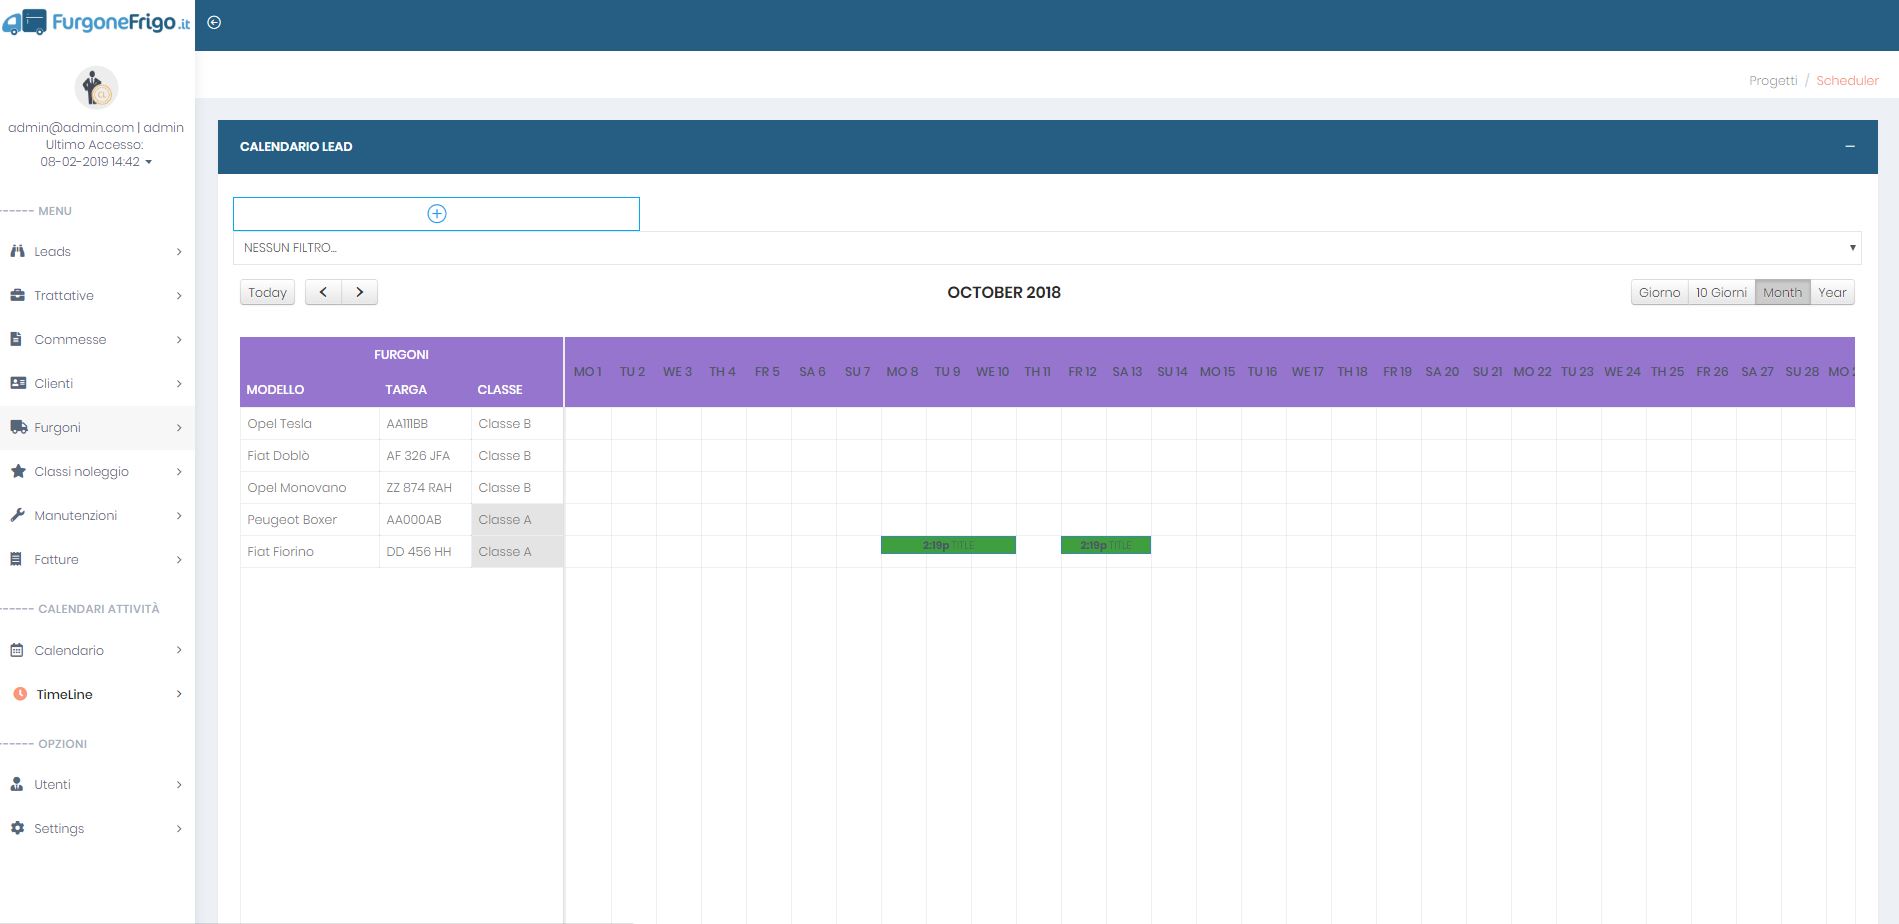 FurgoneFrigo.it
CL
admin@admin.com | admin
Ultimo Accesso:
08-02-2019 14:42
------ MENU
Leads
Trattative
Commesse
Clienti
Furgoni
Classi noleggio
Manutenzioni
Fatture
------ CALENDARI ATTIVITÀ
Calendario
TimeLine
------ OPZIONI
Utenti
Settings
Progetti / Scheduler
CALENDARIO LEAD
NESSUN FILTRO...
Today
OCTOBER 2018
Giorno 10 Giorni Month Year
FURGONI
MODELLO TARGA CLASSE
MO 1 TU 2 WE 3 TH 4 FR 5 SA 6 SU 7 MO 8 TU 9 WE 10 TH 11 FR 12 SA 13 SU 14 MO 15 TU 16 WE 17 TH 18 FR 19 SA 20 SU 21 MO 22 TU 23 WE 24 TH 25 FR 26 SA 27 SU 28 MO
Opel Tesla AA111BB Classe B
Fiat Doblò AF 326 JFA Classe B
Opel Monovano ZZ 874 RAH Classe B
Peugeot Boxer AA000AB Classe A
Fiat Fiorino DD 456 HH Classe A
2:19p TITLE 2:19p TITLE